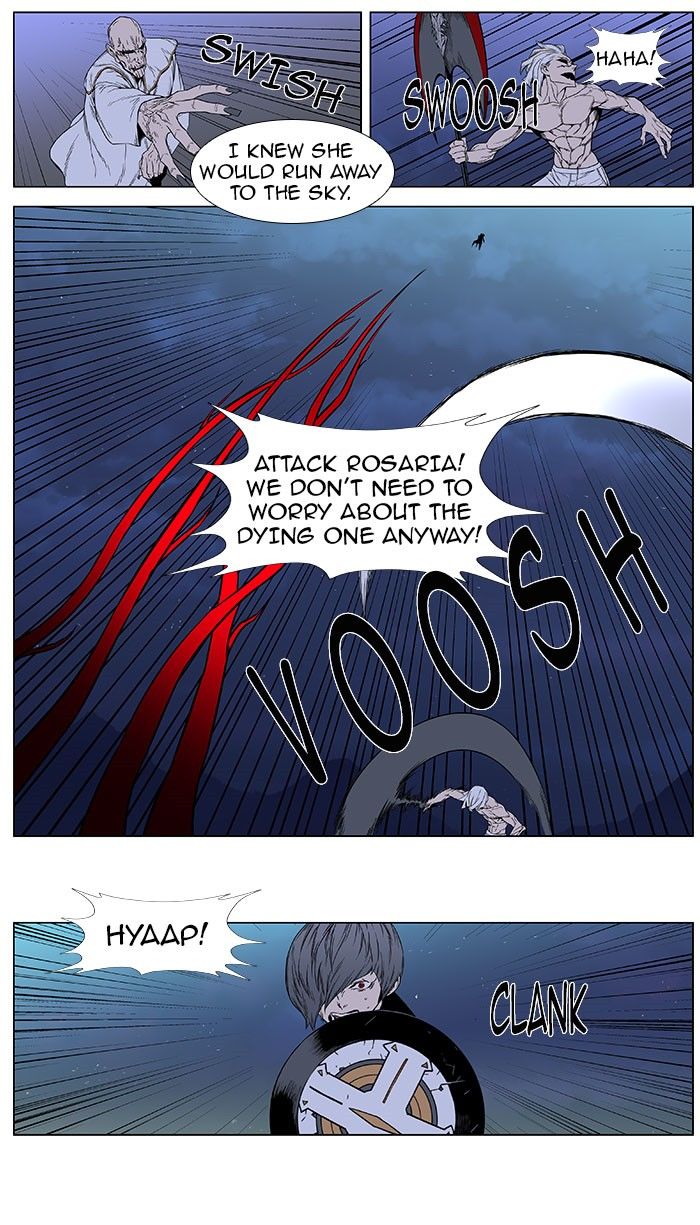 SWISH
I KNEW SHE
WOULD RUN AWAY
TO THE SKY.
SWOOSH
HAHA!
ATTACK ROSARIA!
WE DON'T NEED TO
WORRY ABOUT THE
DYING ONE ANYWAY!
VOOSH
HYAAP!
CLANK